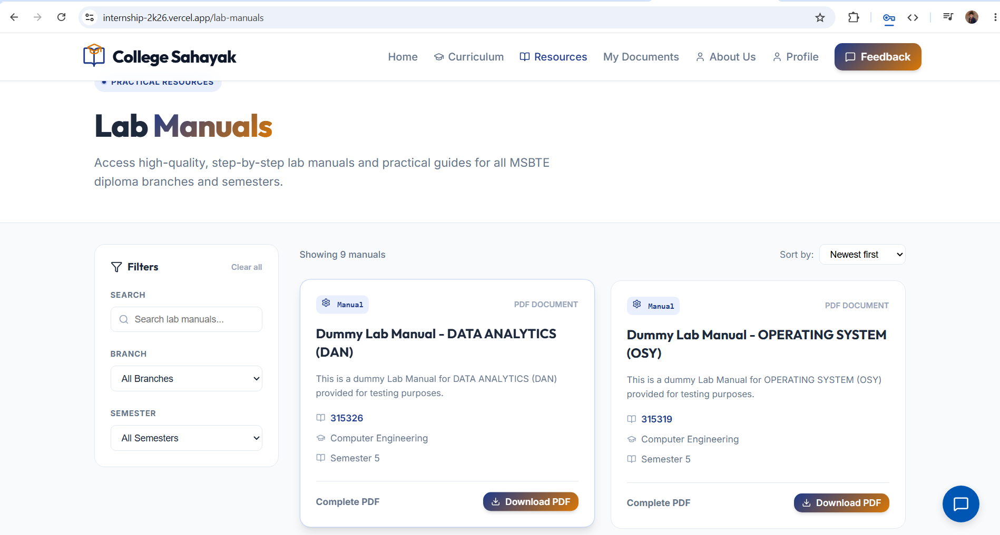 internship-2k26.vercel.app/lab-manuals
College Sahayak
Home
Curriculum
Resources
My Documents
About Us
Profile
Feedback
PRACTICAL RESOURCES
Lab Manuals
Access high-quality, step-by-step lab manuals and practical guides for all MSBTE
diploma branches and semesters.
Filters
Clear all
SEARCH
Search lab manuals...
BRANCH
All Branches
SEMESTER
All Semesters
Showing 9 manuals
Sort by:
Newest first
Manual
PDF DOCUMENT
Dummy Lab Manual - DATA ANALYTICS
(DAN)
This is a dummy Lab Manual for DATA ANALYTICS (DAN)
provided for testing purposes.
315326
Computer Engineering
Semester 5
Complete PDF
Download PDF
Manual
PDF DOCUMENT
Dummy Lab Manual - OPERATING SYSTEM
(OSY)
This is a dummy Lab Manual for OPERATING SYSTEM (OSY)
provided for testing purposes.
315319
Computer Engineering
Semester 5
Complete PDF
Download PDF